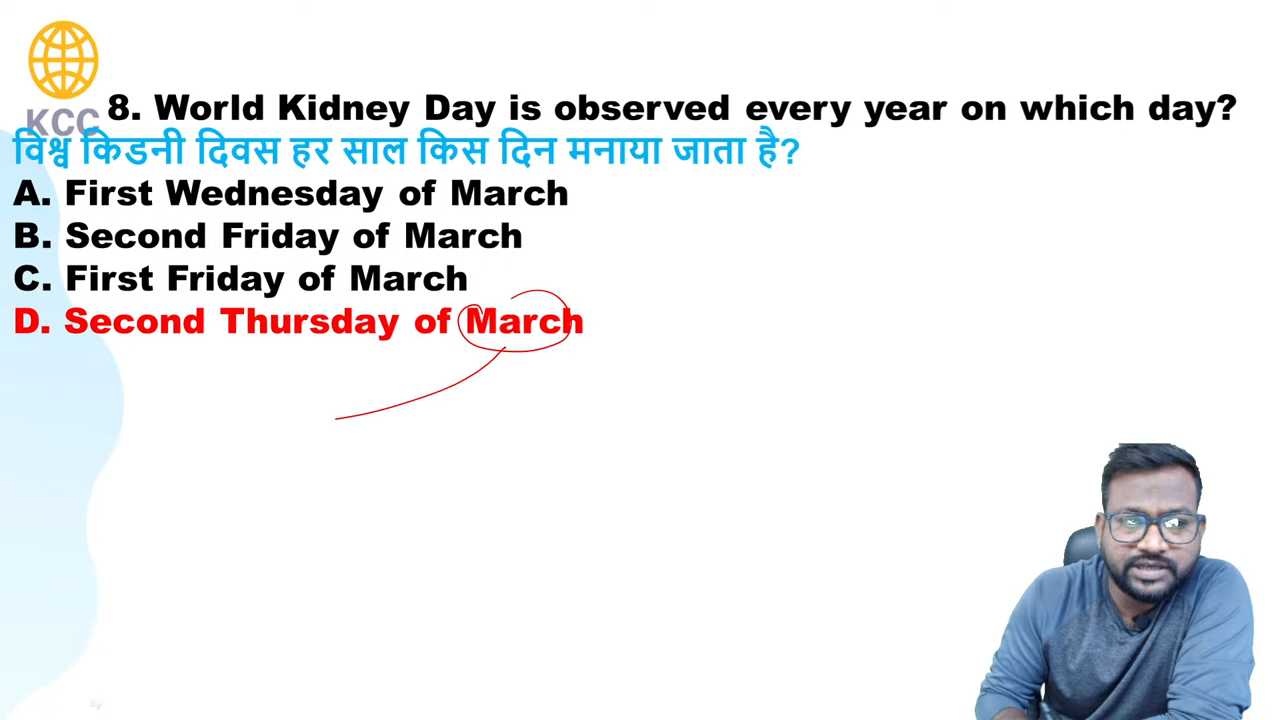 KCC
8. World Kidney Day is observed every year on which day?
विश्व किडनी दिवस हर साल किस दिन मनाया जाता है?
A. First Wednesday of March
B. Second Friday of March
C. First Friday of March
D. Second Thursday of March